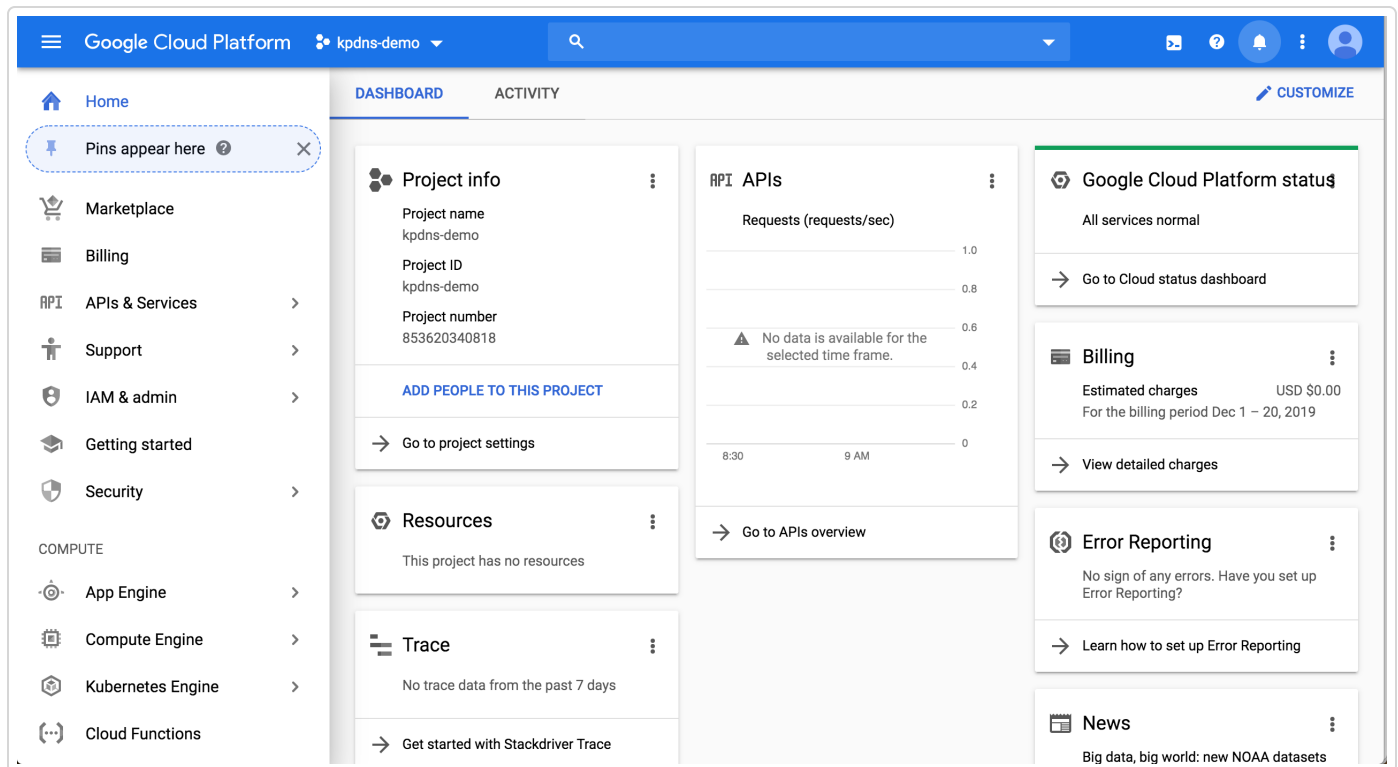 Google Cloud Platform
kpdns-demo
Home
Pins appear here
Marketplace
Billing
API
APIs & Services
Support
IAM & admin
Getting started
Security
COMPUTE
App Engine
Compute Engine
Kubernetes Engine
Cloud Functions
DASHBOARD
ACTIVITY
CUSTOMIZE
Project info
Project name
kpdns-demo
Project ID
kpdns-demo
Project number
853620340818
ADD PEOPLE TO THIS PROJECT
Go to project settings
Resources
This project has no resources
Trace
No trace data from the past 7 days
Get started with Stackdriver Trace
API
APIs
Requests (requests/sec)
1.0
0.8
0.6
No data is available for the
selected time frame.
0.4
0.2
0
8:30
9 AM
Go to APIs overview
Google Cloud Platform status
All services normal
Go to Cloud status dashboard
Billing
Estimated charges
USD $0.00
For the billing period Dec 1 – 20, 2019
View detailed charges
Error Reporting
No sign of any errors. Have you set up
Error Reporting?
Learn how to set up Error Reporting
News
Big data, big world: new NOAA datasets